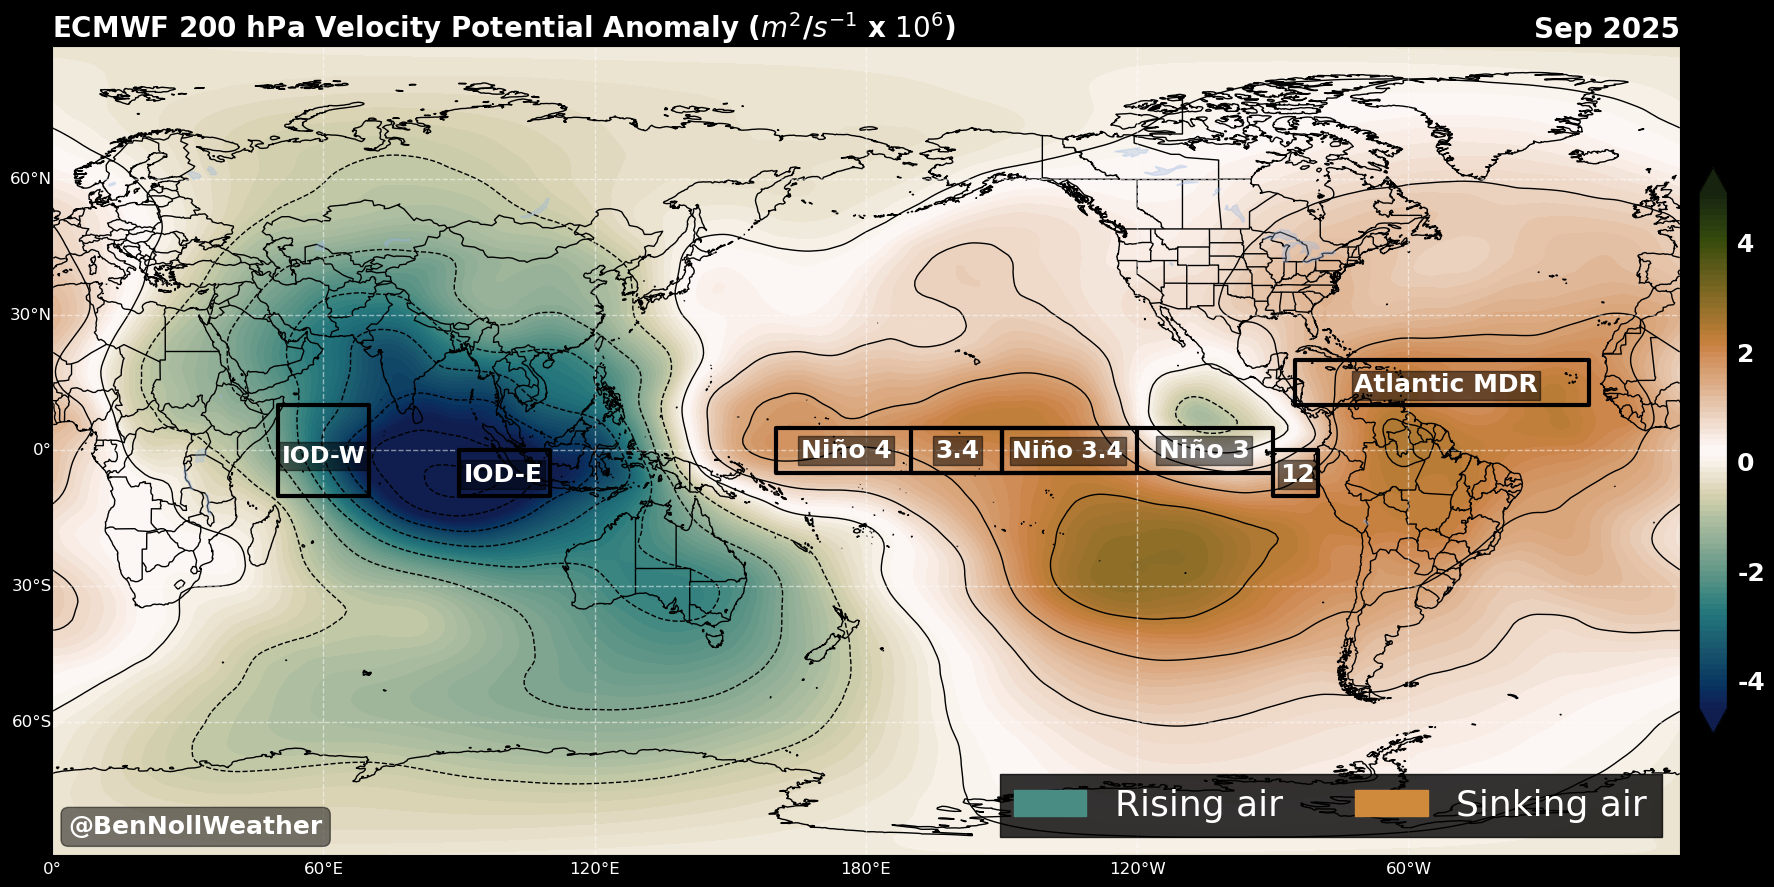 ECMWF 200 hPa Velocity Potential Anomaly (m²/s⁻¹ x 10⁶)
Sep 2025
60°N
30°N
0°
30°S
60°S
0°
60°E
120°E
180°E
120°W
60°W
IOD-W
IOD-E
Niño 4
3.4
Niño 3.4
Niño 3
12
Atlantic MDR
4
2
0
-2
-4
Rising air
Sinking air
@BenNollWeather